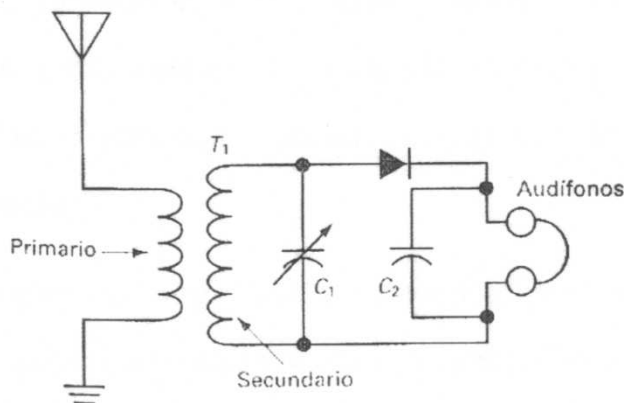 T₁
Audífonos
Primario
C₁
C₂
Secundario